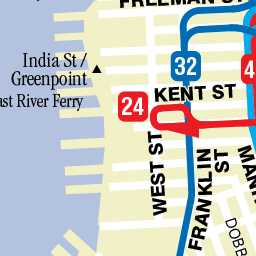 FREEMAN ST
India St /
Greenpoint
ast River Ferry
32
4
24
KENT ST
WEST ST
FRANKLIN
ST
MAN
DOBB